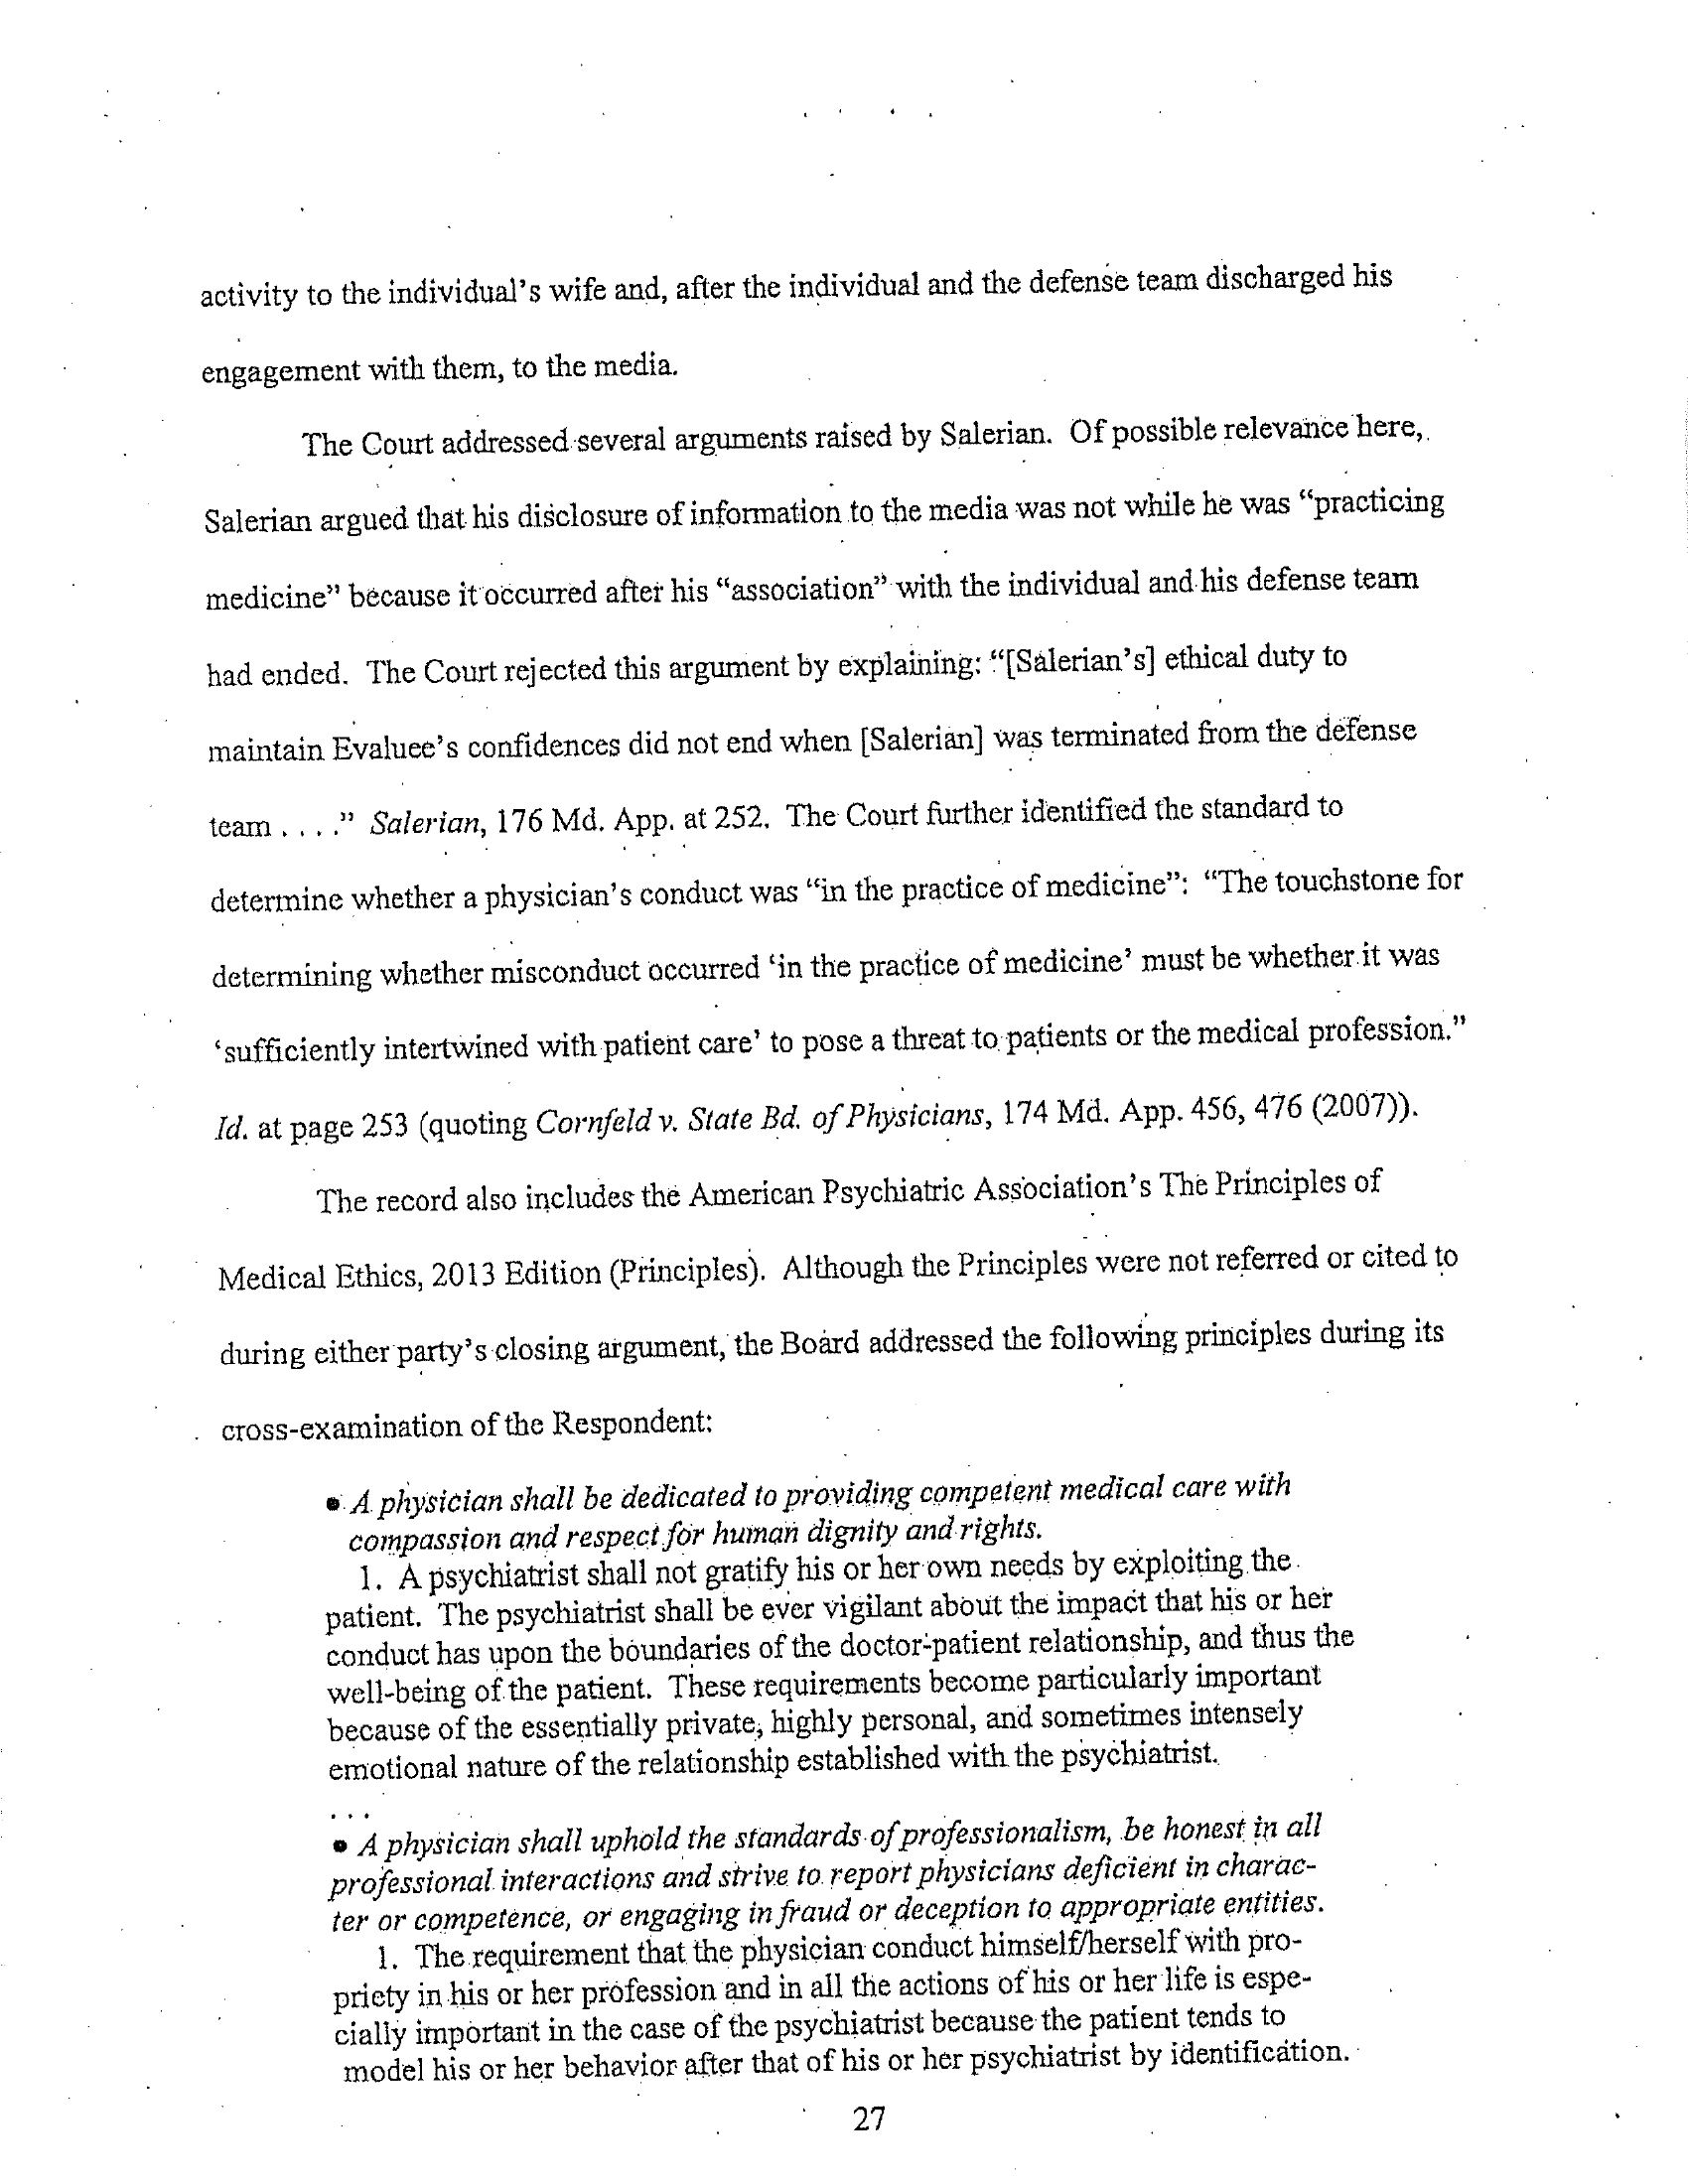 activity to the individual's wife and, after the individual and the defense team discharged his
engagement with them, to the media.
The Court addressed several arguments raised by Salerian. Of possible relevance here,
Salerian argued that his disclosure of information to the media was not while he was “practicing
medicine” because it occurred after his “association” with the individual and his defense team
had ended. The Court rejected this argument by explaining: “[Salerian's] ethical duty to
maintain Evaluee's confidences did not end when [Salerian] was terminated from the defense
team . . . .” Salerian, 176 Md. App. at 252. The Court further identified the standard to
determine whether a physician's conduct was “in the practice of medicine”: “The touchstone for
determining whether misconduct occurred ‘in the practice of medicine’ must be whether it was
‘sufficiently intertwined with patient care’ to pose a threat to patients or the medical profession.”
Id. at page 253 (quoting Cornfeld v. State Bd. of Physicians, 174 Md. App. 456, 476 (2007)).
The record also includes the American Psychiatric Association's The Principles of
Medical Ethics, 2013 Edition (Principles). Although the Principles were not referred or cited to
during either party's closing argument, the Board addressed the following principles during its
cross-examination of the Respondent:
• A physician shall be dedicated to providing competent medical care with
compassion and respect for human dignity and rights.
1. A psychiatrist shall not gratify his or her own needs by exploiting the
patient. The psychiatrist shall be ever vigilant about the impact that his or her
conduct has upon the boundaries of the doctor-patient relationship, and thus the
well-being of the patient. These requirements become particularly important
because of the essentially private, highly personal, and sometimes intensely
emotional nature of the relationship established with the psychiatrist.
. . .
• A physician shall uphold the standards of professionalism, be honest in all
professional interactions and strive to report physicians deficient in charac-
ter or competence, or engaging in fraud or deception to appropriate entities.
1. The requirement that the physician conduct himself/herself with pro-
priety in his or her profession and in all the actions of his or her life is espe-
cially important in the case of the psychiatrist because the patient tends to
model his or her behavior after that of his or her psychiatrist by identification.
27